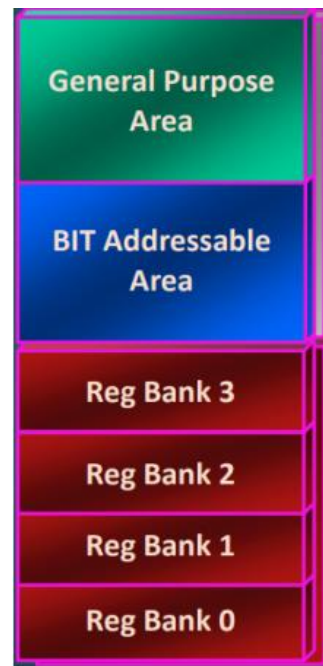 General Purpose
Area
BIT Addressable
Area
Reg Bank 3
Reg Bank 2
Reg Bank 1
Reg Bank 0